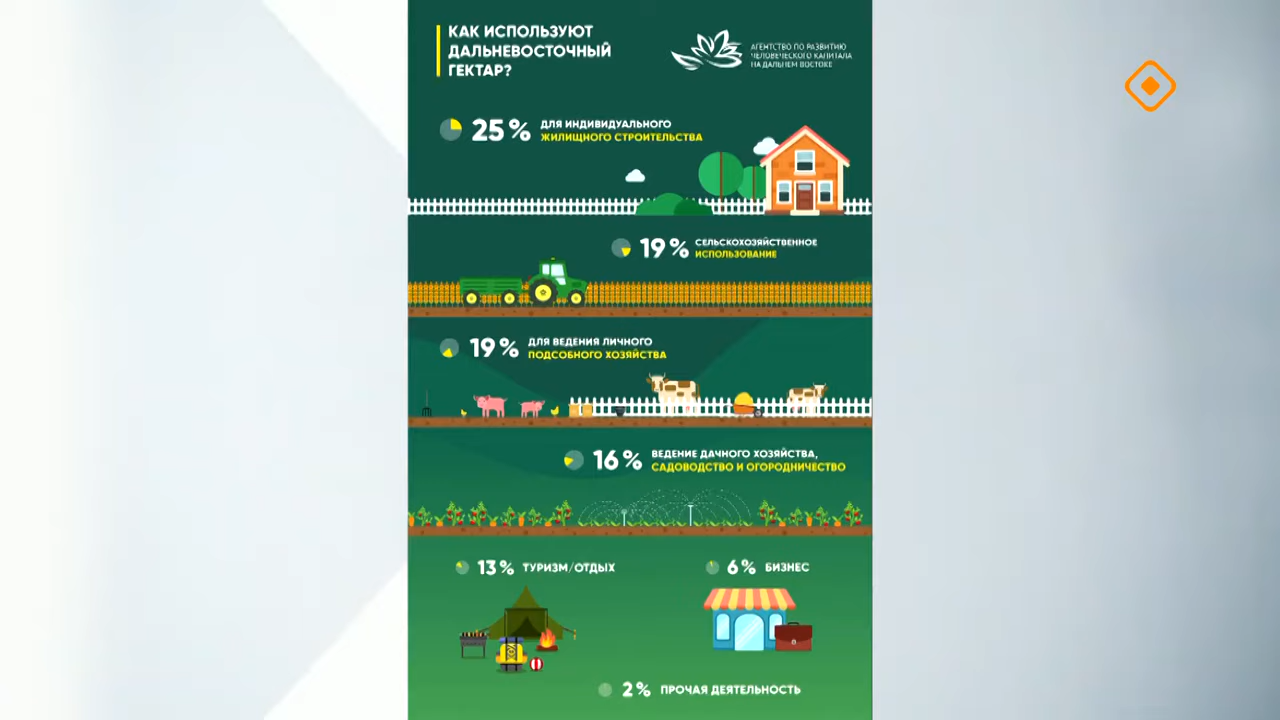 КАК ИСПОЛЬЗУЮТ
ДАЛЬНЕВОСТОЧНЫЙ
ГЕКТАР?
АГЕНТСТВО ПО РАЗВИТИЮ
ЧЕЛОВЕЧЕСКОГО КАПИТАЛА
НА ДАЛЬНЕМ ВОСТОКЕ
25% ДЛЯ ИНДИВИДУАЛЬНОГО
ЖИЛИЩНОГО СТРОИТЕЛЬСТВА
19% СЕЛЬСКОХОЗЯЙСТВЕННОЕ
ИСПОЛЬЗОВАНИЕ
19% ДЛЯ ВЕДЕНИЯ ЛИЧНОГО
ПОДСОБНОГО ХОЗЯЙСТВА
16% ВЕДЕНИЕ ДАЧНОГО ХОЗЯЙСТВА,
САДОВОДСТВО И ОГОРОДНИЧЕСТВО
13% ТУРИЗМ/ОТДЫХ
6% БИЗНЕС
2% ПРОЧАЯ ДЕЯТЕЛЬНОСТЬ